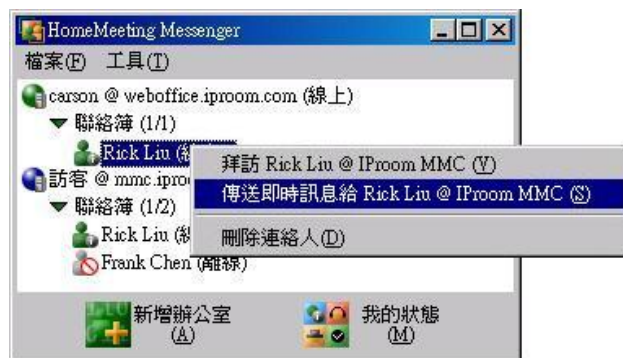 HomeMeeting Messenger
檔案(F) 工具(T)
carson @ weboffice.iproom.com (線上)
聯絡簿 (1/1)
Rick Liu
拜訪 Rick Liu @ IProom MMC (V)
訪客 @ mmc.ipro
傳送即時訊息給 Rick Liu @ IProom MMC (S)
聯絡簿 (1/2)
Rick Liu
刪除連絡人(D)
Frank Chen (離線)
新增辦公室
(A)
我的狀態
(M)